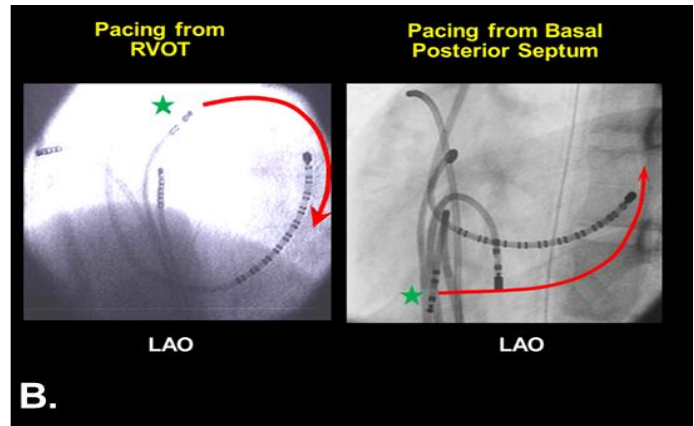 Pacing from
RVOT
Pacing from Basal
Posterior Septum
LAO
LAO
B.